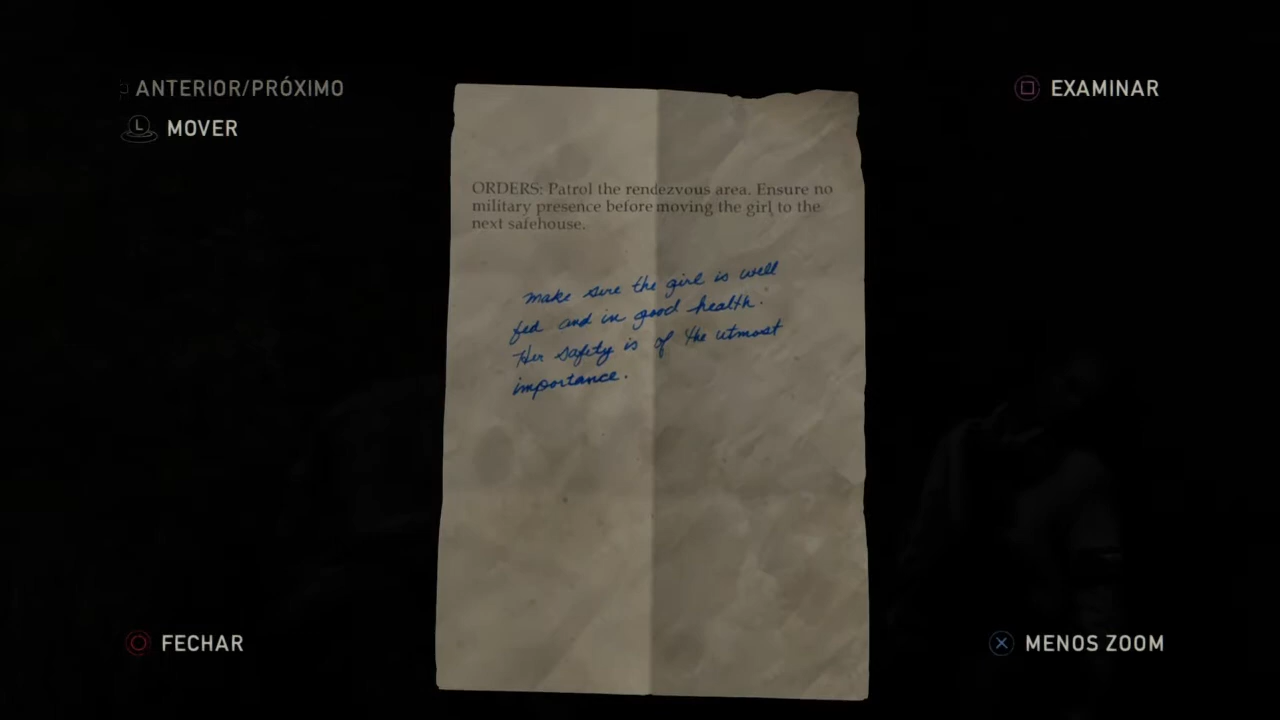 ANTERIOR/PRÓXIMO
L MOVER
EXAMINAR
ORDERS: Patrol the rendezvous area. Ensure no
military presence before moving the girl to the
next safehouse.
make sure the girl is well
fed and in good health.
Her safety is of the utmost
importance.
FECHAR
MENOS ZOOM